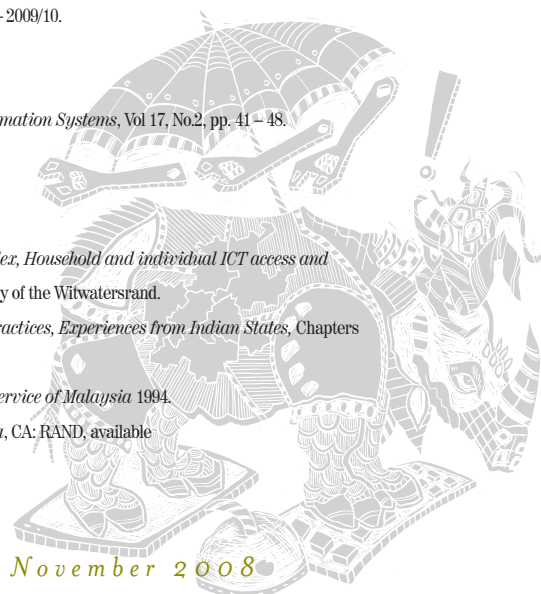 - 2009/10.
mation Systems, Vol 17, No.2, pp. 41 – 48.
lex, Household and individual ICT access and
y of the Witwatersrand.
ractices, Experiences from Indian States, Chapters
ervice of Malaysia 1994.
a, CA: RAND, available
November 2008